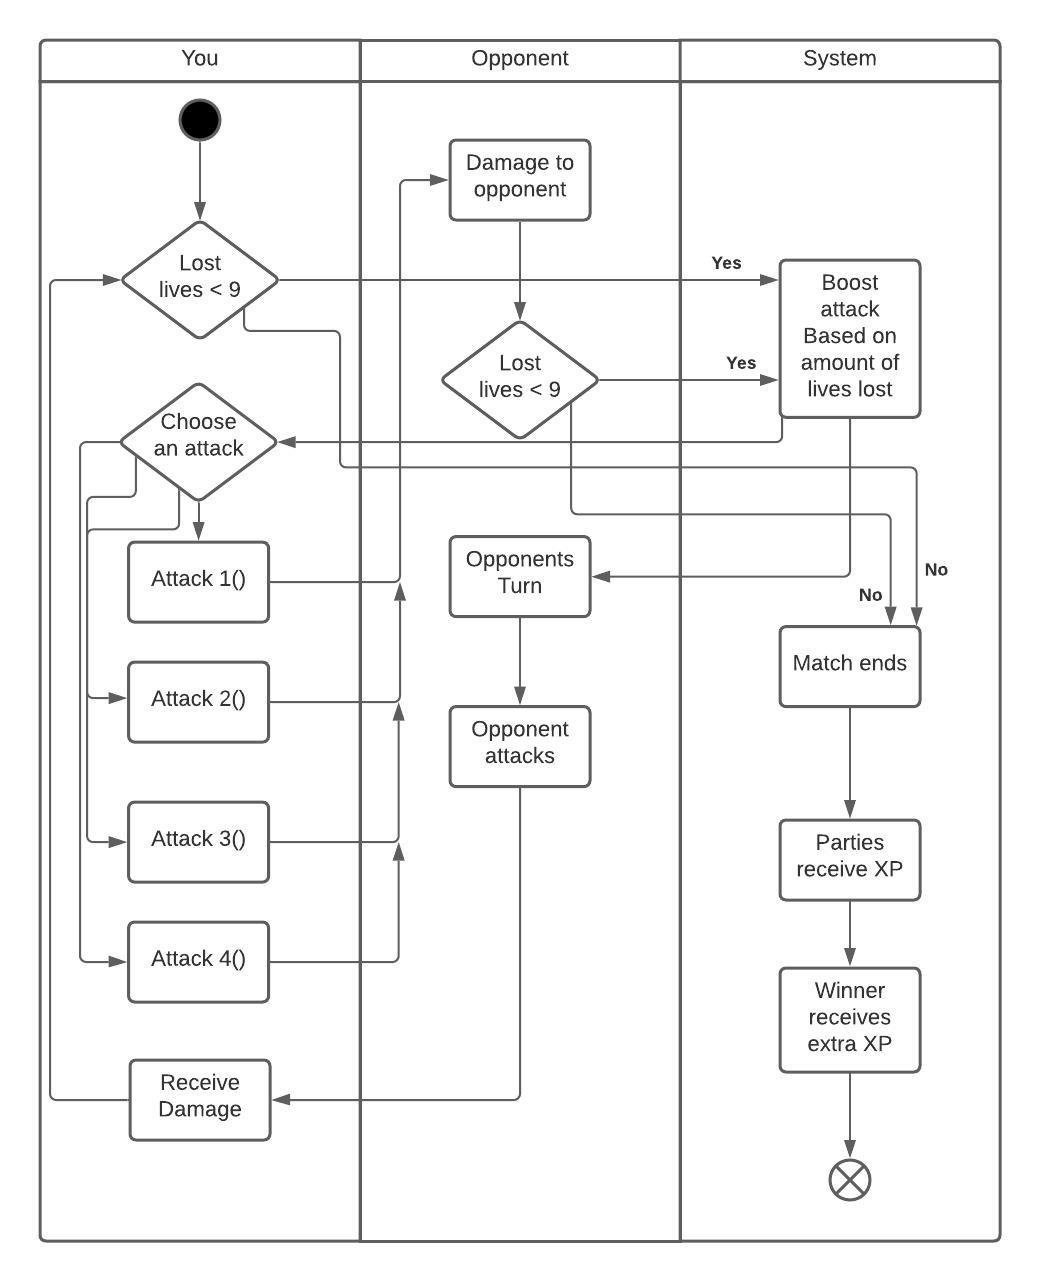 You
Opponent
System
Damage to
opponent
Lost
lives < 9
Yes
Boost
attack
Based on
amount of
lives lost
Lost
lives < 9
Yes
Choose
an attack
Opponents
Turn
Attack 1()
No
No
Match ends
Attack 2()
Opponent
attacks
Attack 3()
Parties
receive XP
Attack 4()
Winner
receives
extra XP
Receive
Damage